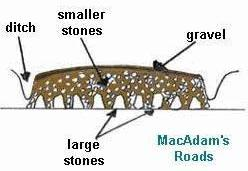 smaller
stones
ditch
gravel
large
stones
MacAdam's
Roads